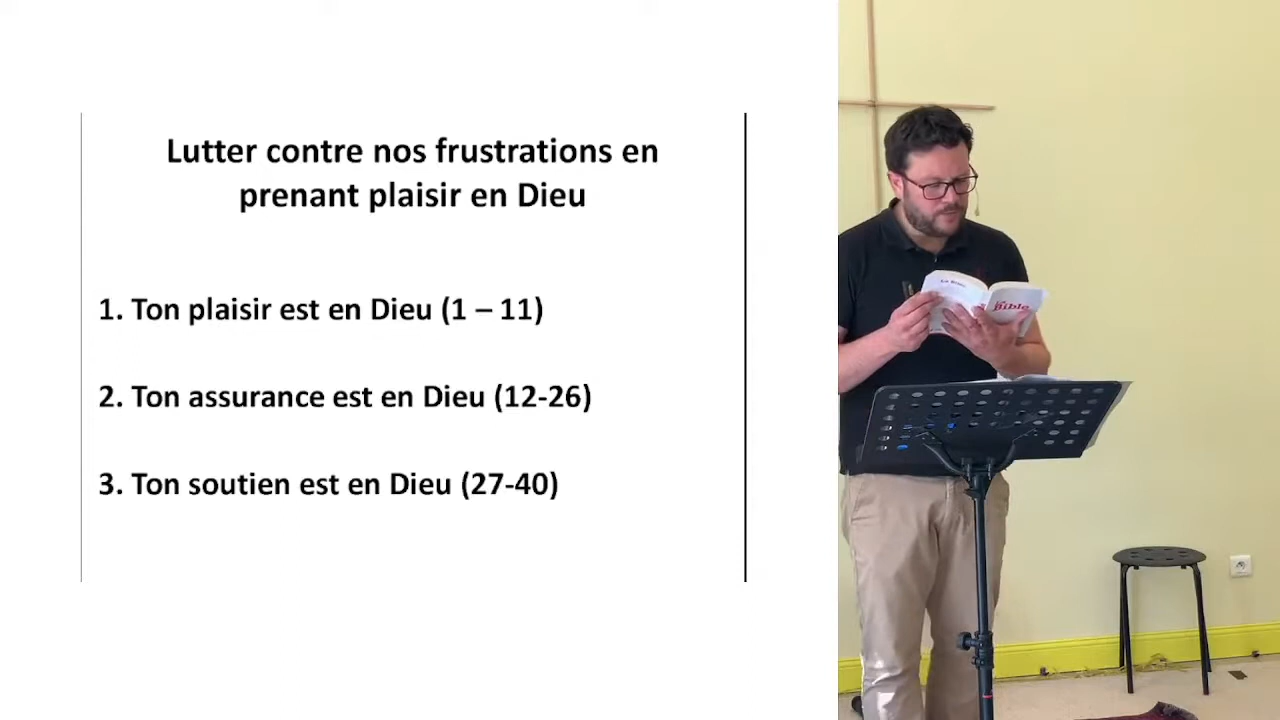 Lutter contre nos frustrations en
prenant plaisir en Dieu
1. Ton plaisir est en Dieu (1 – 11)
2. Ton assurance est en Dieu (12-26)
3. Ton soutien est en Dieu (27-40)
Bible